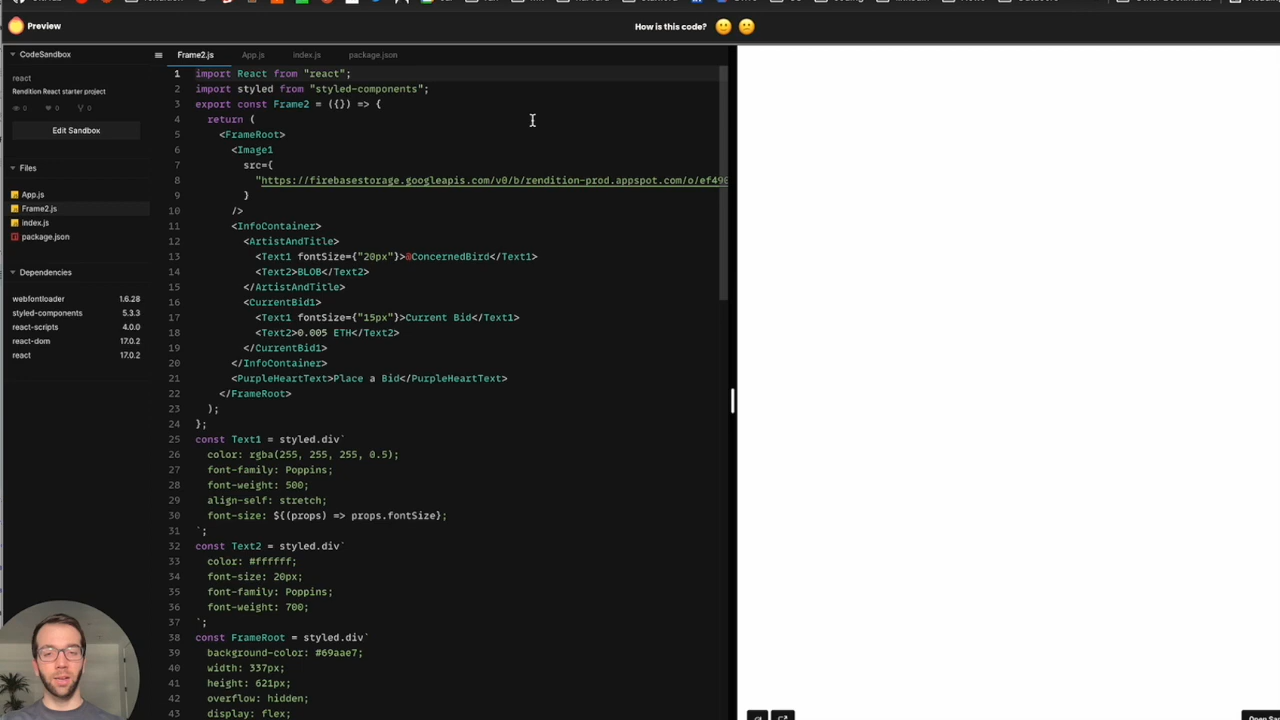 Preview
How is this code?
CodeSandbox
react
Rendition React starter project
0 0 0
Edit Sandbox
Files
App.js
Frame2.js
index.js
package.json
Dependencies
webfontloader 1.6.28
styled-components 5.3.3
react-scripts 4.0.0
react-dom 17.0.2
react 17.0.2
Frame2.js App.js index.js package.json
1 import React from "react";
2 import styled from "styled-components";
3 export const Frame2 = ({}) => {
4 return (
5 <FrameRoot>
6 <Image1
7 src={
8 "https://firebasestorage.googleapis.com/v0/b/rendition-prod.appspot.com/o/ef490
9 }
10 />
11 <InfoContainer>
12 <ArtistAndTitle>
13 <Text1 fontSize={"20px"}>@ConcernedBird</Text1>
14 <Text2>BLOB</Text2>
15 </ArtistAndTitle>
16 <CurrentBid1>
17 <Text1 fontSize={"15px"}>Current Bid</Text1>
18 <Text2>0.005 ETH</Text2>
19 </CurrentBid1>
20 </InfoContainer>
21 <PurpleHeartText>Place a Bid</PurpleHeartText>
22 </FrameRoot>
23 );
24 };
25 const Text1 = styled.div`
26 color: rgba(255, 255, 255, 0.5);
27 font-family: Poppins;
28 font-weight: 500;
29 align-self: stretch;
30 font-size: ${(props) => props.fontSize};
31 `;
32 const Text2 = styled.div`
33 color: #ffffff;
34 font-size: 20px;
35 font-family: Poppins;
36 font-weight: 700;
37 `;
38 const FrameRoot = styled.div`
39 background-color: #69aae7;
40 width: 337px;
41 height: 621px;
42 overflow: hidden;
43 display: flex;